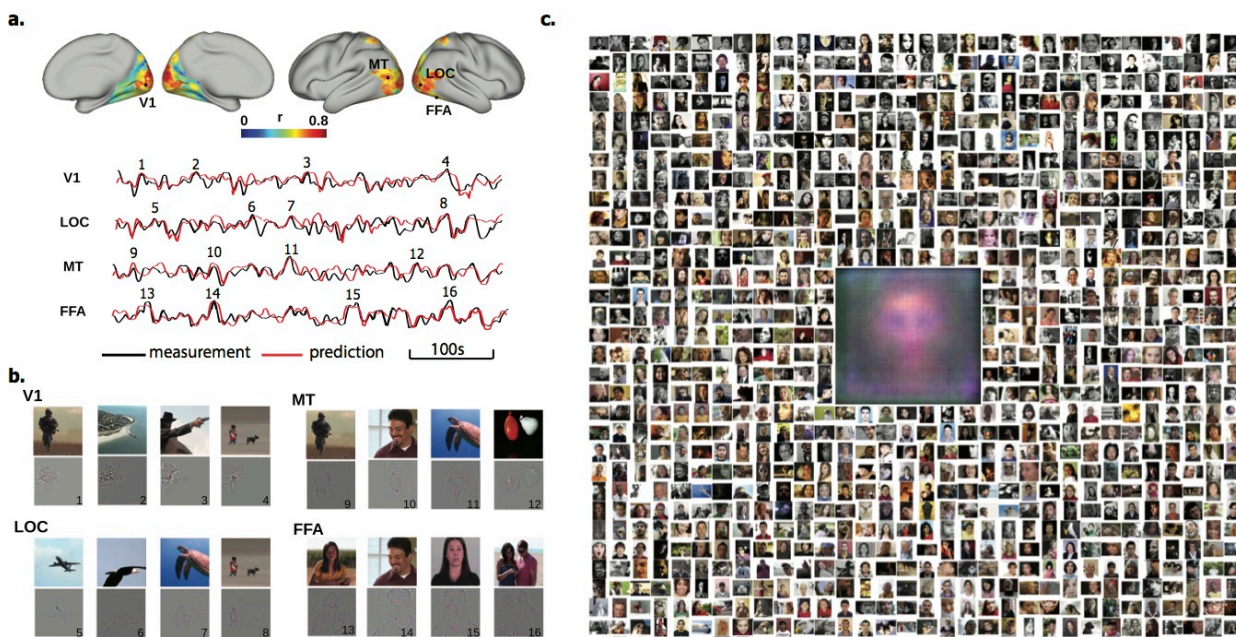 a.
MT
LOC
V1
FFA
0 r 0.8
1 2 3 4
V1
5 6 7 8
LOC
9 10 11 12
MT
13 14 15 16
FFA
measurement prediction 100s
b.
V1
1 2 3 4
MT
9 10 11 12
LOC
5 6 7 8
FFA
13 14 15 16
c.